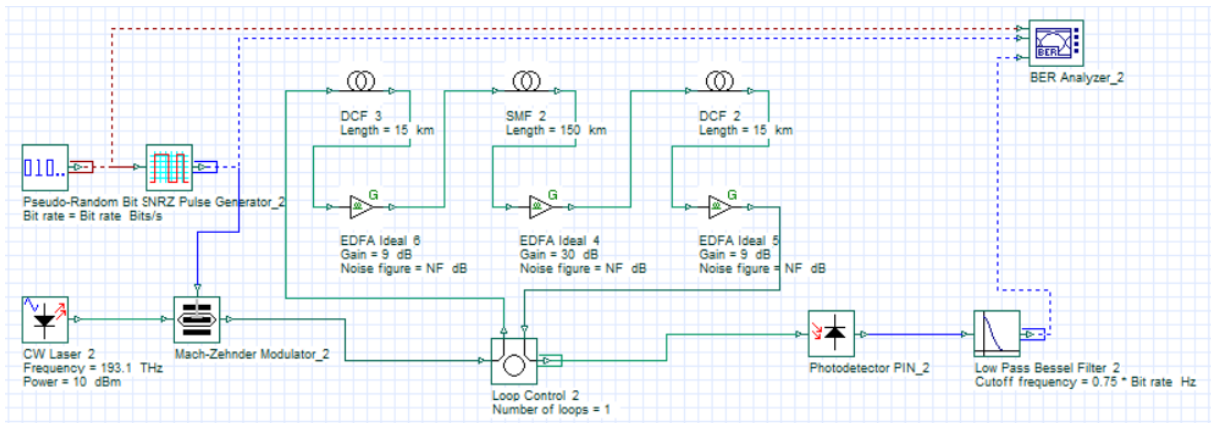 BER
BER Analyzer_2
DCF 3
Length = 15 km
SMF 2
Length = 150 km
DCF 2
Length = 15 km
010..
Pseudo-Random Bit S
NRZ Pulse Generator_2
Bit rate = Bit rate Bits/s
G
G
G
EDFA Ideal 6
Gain = 9 dB
Noise figure = NF dB
EDFA Ideal 4
Gain = 30 dB
Noise figure = NF dB
EDFA Ideal 5
Gain = 9 dB
Noise figure = NF dB
CW Laser 2
Frequency = 193.1 THz
Power = 10 dBm
Mach-Zehnder Modulator_2
Loop Control 2
Number of loops = 1
Photodetector PIN_2
Low Pass Bessel Filter 2
Cutoff frequency = 0.75 * Bit rate Hz